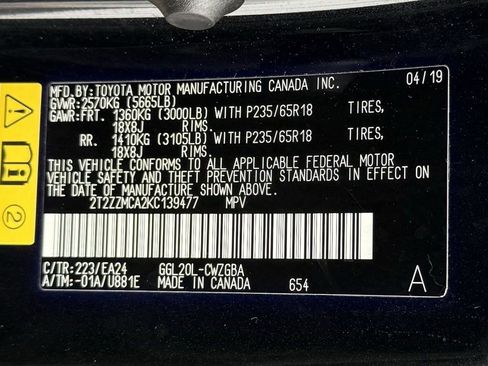 MFD.BY:TOYOTA MOTOR MANUFACTURING CANADA INC. 04/19
GVWR:2570KG (5665LB)
GAWR:FRT. 1360KG (3000LB) WITH P235/65R18 TIRES,
18X8J RIMS.
RR. 1410KG (3105LB) WITH P235/65R18 TIRES,
18X8J RIMS.
THIS VEHICLE CONFORMS TO ALL APPLICABLE FEDERAL MOTOR
VEHICLE SAFETY AND THEFT PREVENTION STANDARDS IN EFFECT ON
THE DATE OF MANUFACTURE SHOWN ABOVE.
2T2ZZMCA2KC139477 MPV
C/TR:223/EA24 GGL20L-CWZGBA
A/TM:-01A/U881E MADE IN CANADA 654 A
2